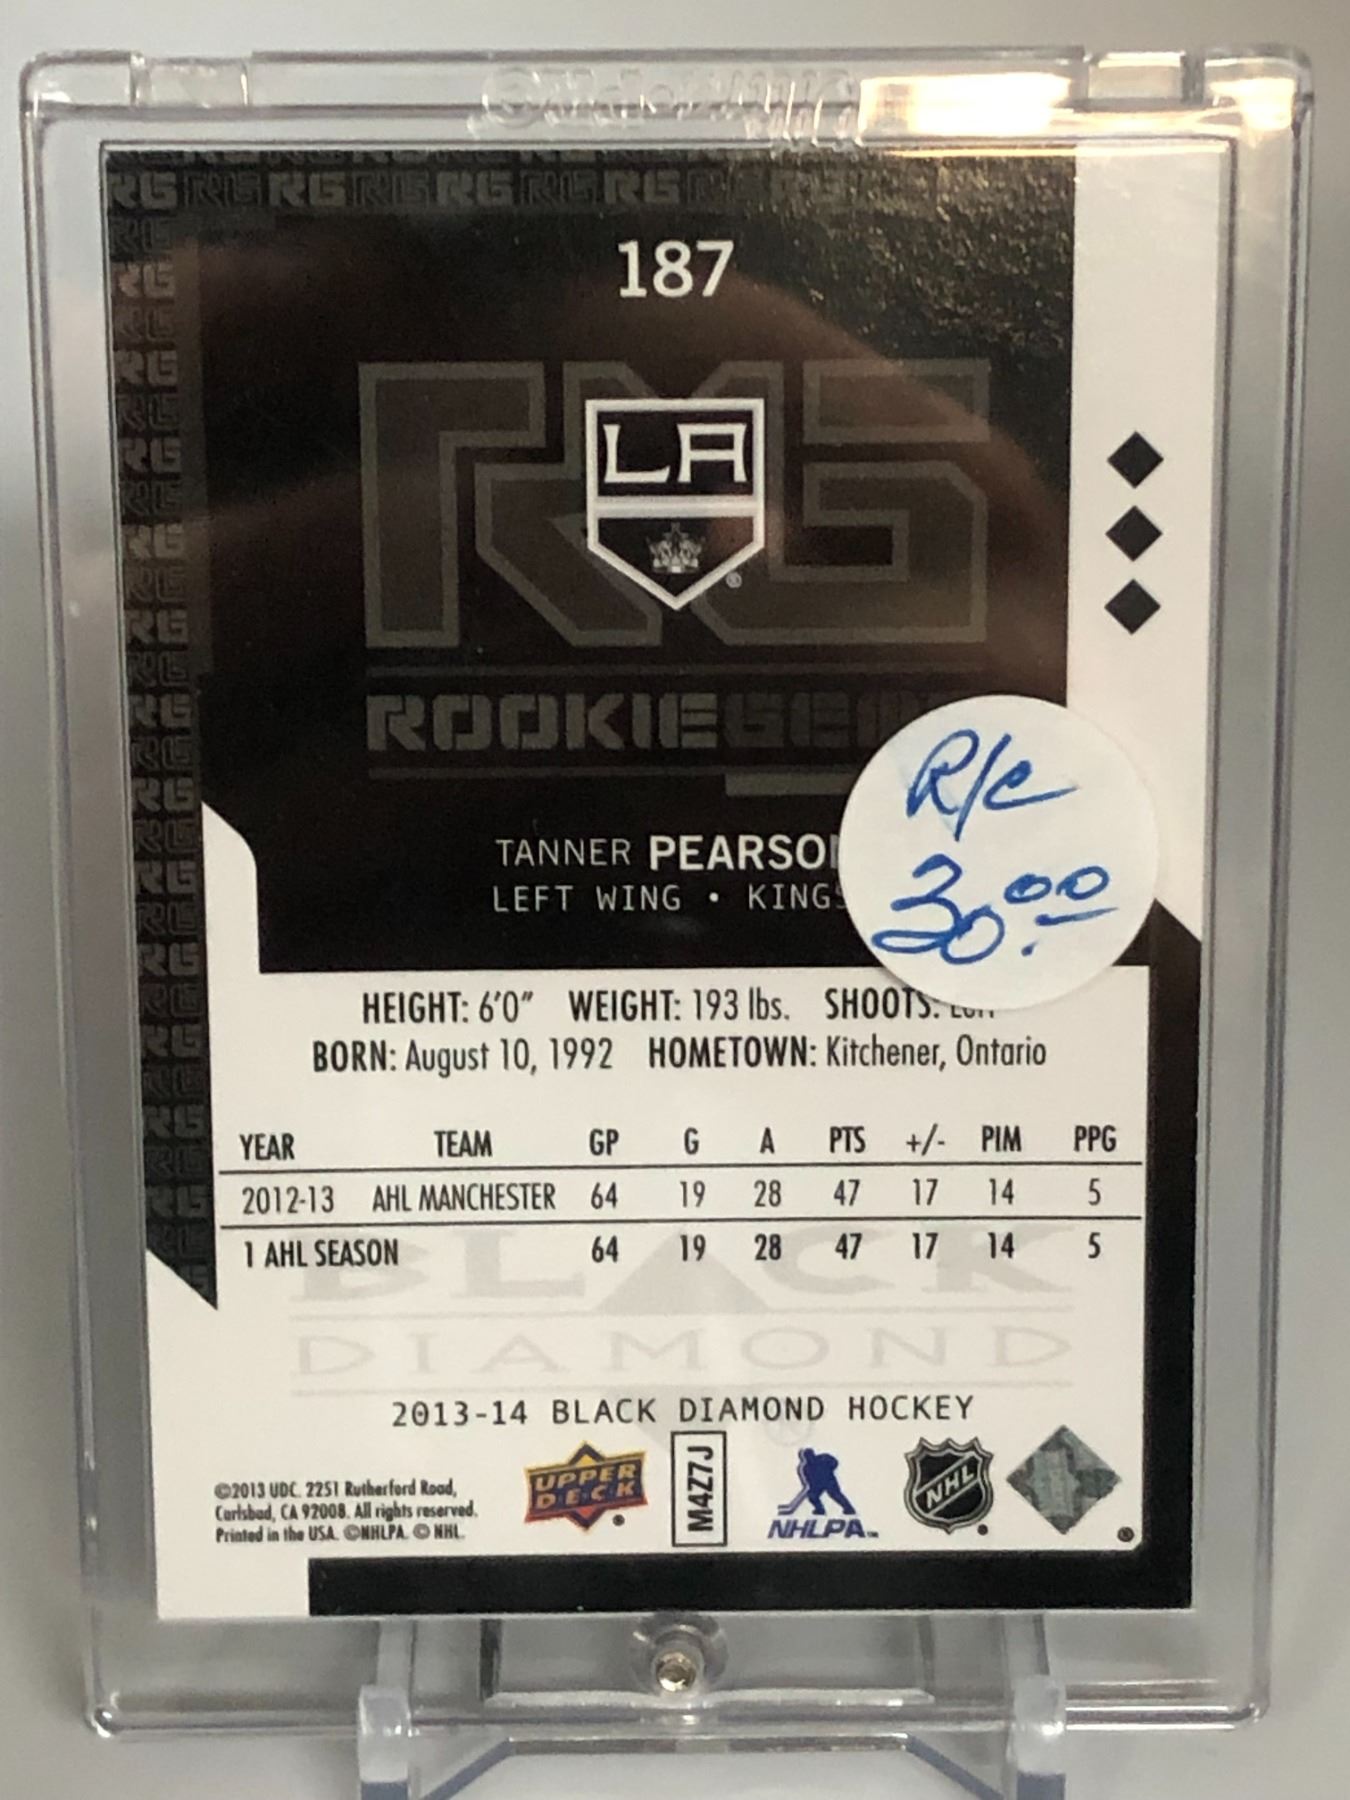 187
LA
ROOKIE GEMS
R/C
30.00
TANNER PEARSO
LEFT WING • KINGS
HEIGHT: 6'0" WEIGHT: 193 lbs. SHOOTS:
BORN: August 10, 1992 HOMETOWN: Kitchener, Ontario
YEAR TEAM GP G A PTS +/- PIM PPG
2012-13 AHL MANCHESTER 64 19 28 47 17 14 5
1 AHL SEASON 64 19 28 47 17 14 5
BLACK
DIAMOND
2013-14 BLACK DIAMOND HOCKEY
©2013 UDC. 2251 Rutherford Road,
Carlsbad, CA 92008. All rights reserved.
Printed in the USA. ©NHLPA. © NHL.
UPPER
DECK
M4Z7J
NHLPA™
NHL